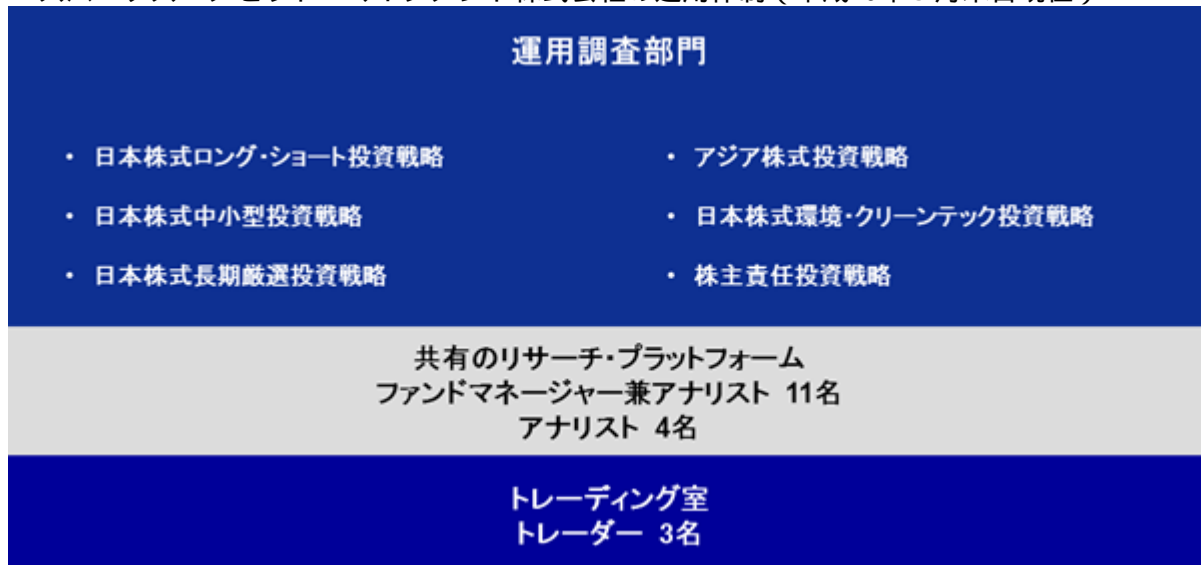 運用調査部門
・ 日本株式ロング・ショート投資戦略
・ アジア株式投資戦略
・ 日本株式中小型投資戦略
・ 日本株式環境・クリーンテック投資戦略
・ 日本株式長期厳選投資戦略
・ 株主責任投資戦略
共有のリサーチ・プラットフォーム
ファンドマネージャー兼アナリスト 11名
アナリスト 4名
トレーディング室
トレーダー 3名